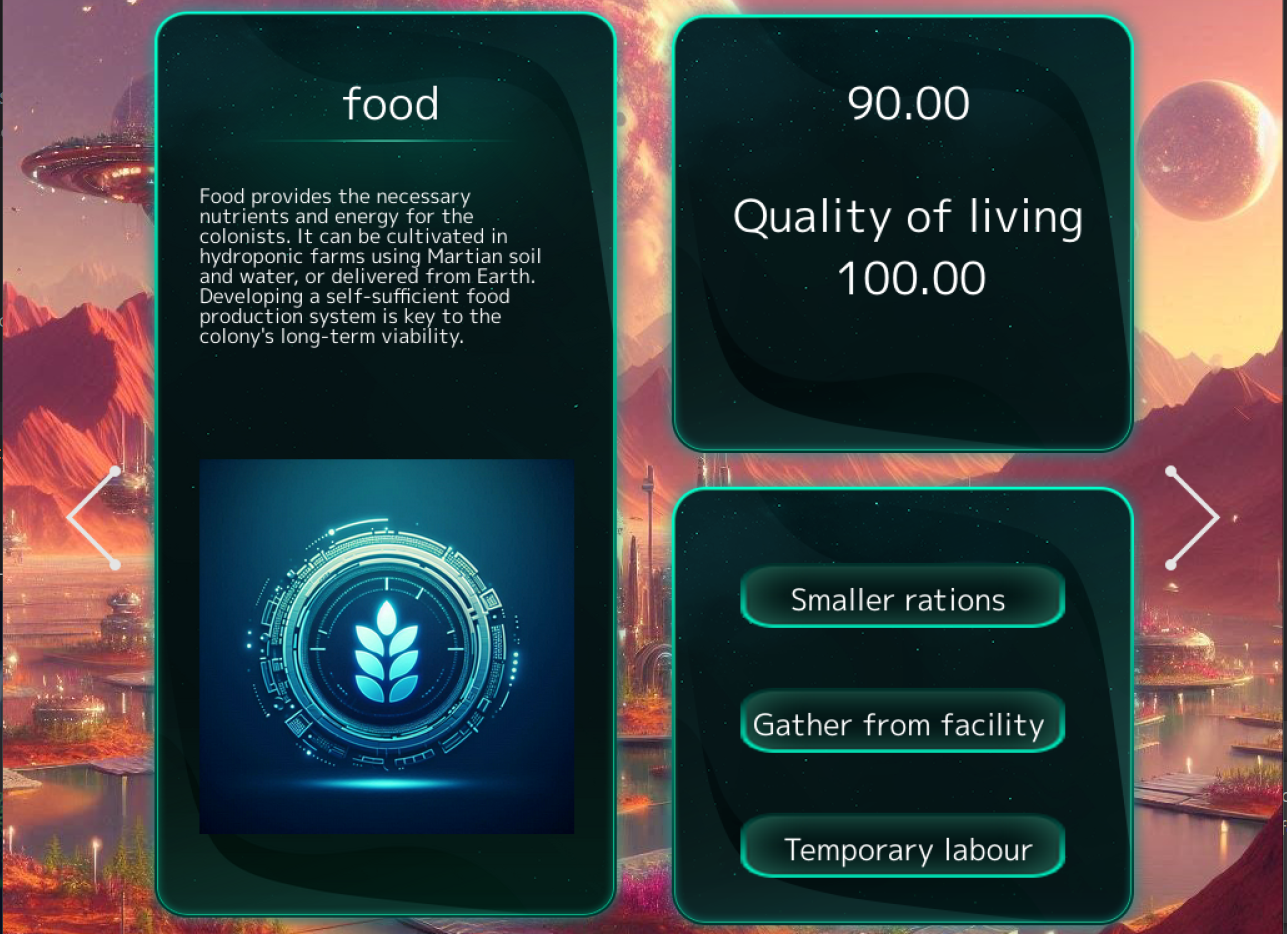 food
Food provides the necessary
nutrients and energy for the
colonists. It can be cultivated in
hydroponic farms using Martian soil
and water, or delivered from Earth.
Developing a self-sufficient food
production system is key to the
colony's long-term viability.
90.00
Quality of living
100.00
Smaller rations
Gather from facility
Temporary labour